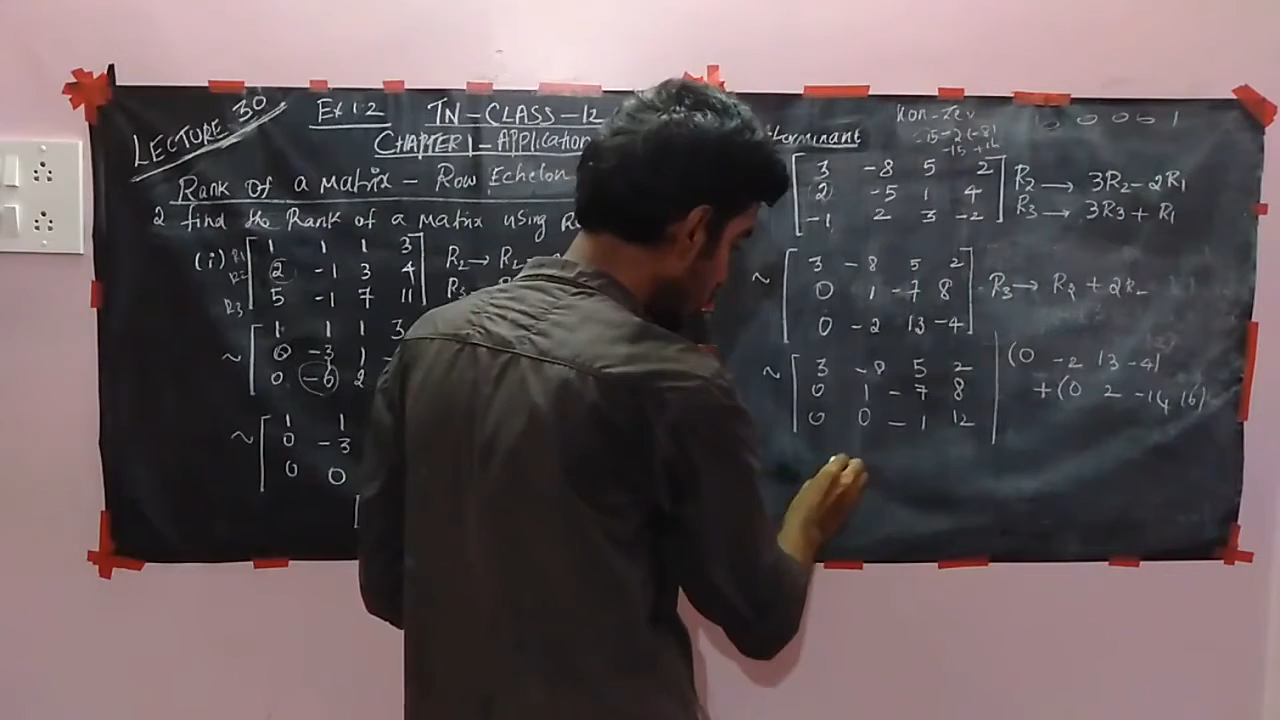 LECTURE 30
Ex 1.2 TN-CLASS-12
CHAPTER 1 - Application
Rank of a matrix - Row Echelon
2 find the Rank of a matrix using
(i) R1 1 1 1 3 R2 → R2 -
R2 2 -1 3 4
R3 5 -1 7 11
~ 1 1 1 3
0 -3 1
0 -6 2
~ 1 1
0 -3
0 0
terminant
Non-Zer
-15-2(-8)
-15+16
0 0 0 1
3 -8 5 2 R2 → 3R2-2R1
2 -5 1 4 R3 → 3R3 + R1
-1 2 3 -2
~ 3 -8 5 2
0 1 -7 8 R3 → R3 + 2R2
0 -2 13 -4
~ 3 -8 5 2 (0 -2 13 -4)
0 1 -7 8 +(0 2 -14 16)
0 0 -1 12